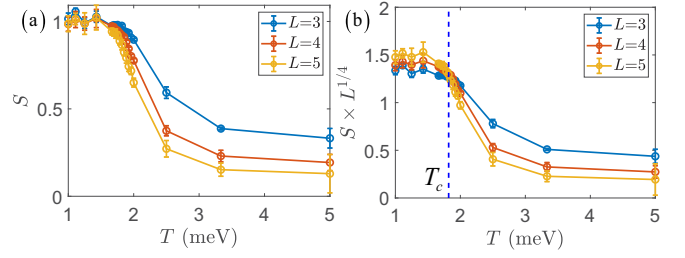 (a)
L=3
L=4
L=5
1
0.5
0
S
1 2 3 4 5
T (meV)
(b)
L=3
L=4
L=5
2
1.5
1
0.5
0
S × L^{1/4}
T_c
1 2 3 4 5
T (meV)